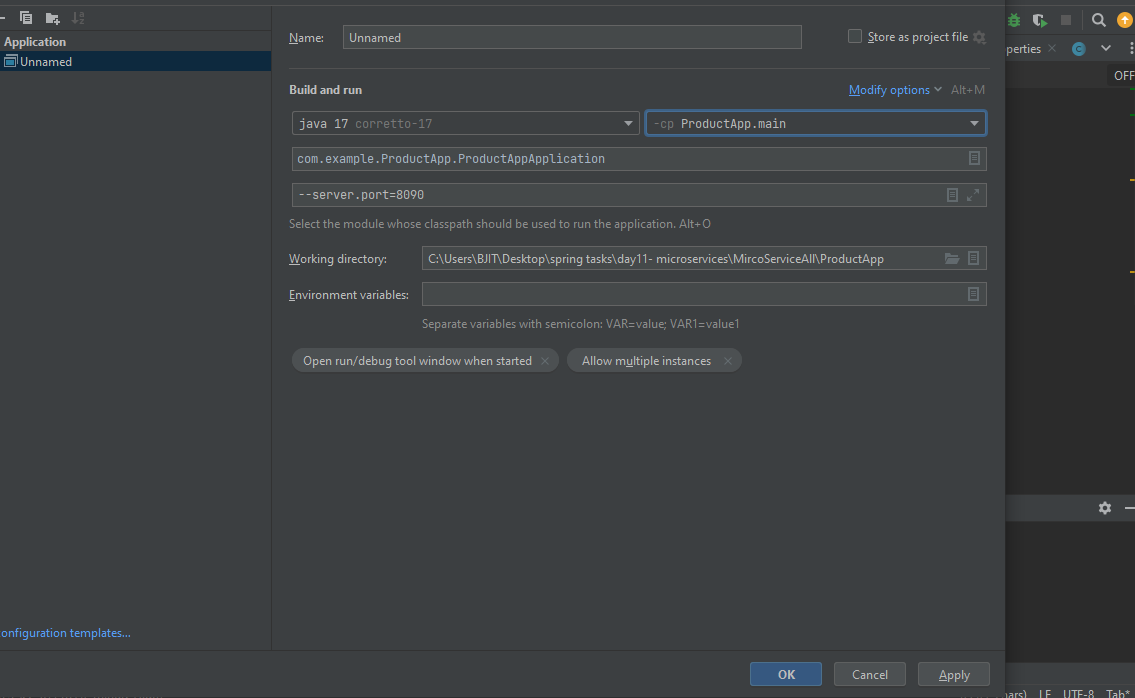 Application
Unnamed
Name: Unnamed Store as project file
perties
OFF
Build and run Modify options Alt+M
java 17 corretto-17 -cp ProductApp.main
com.example.ProductApp.ProductAppApplication
--server.port=8090
Select the module whose classpath should be used to run the application. Alt+O
Working directory: C:\Users\BJIT\Desktop\spring tasks\day11- microservices\MircoServiceAll\ProductApp
Environment variables:
Separate variables with semicolon: VAR=value; VAR1=value1
Open run/debug tool window when started Allow multiple instances
onfiguration templates...
OK Cancel Apply
hars) LF UTF-8 Tab*